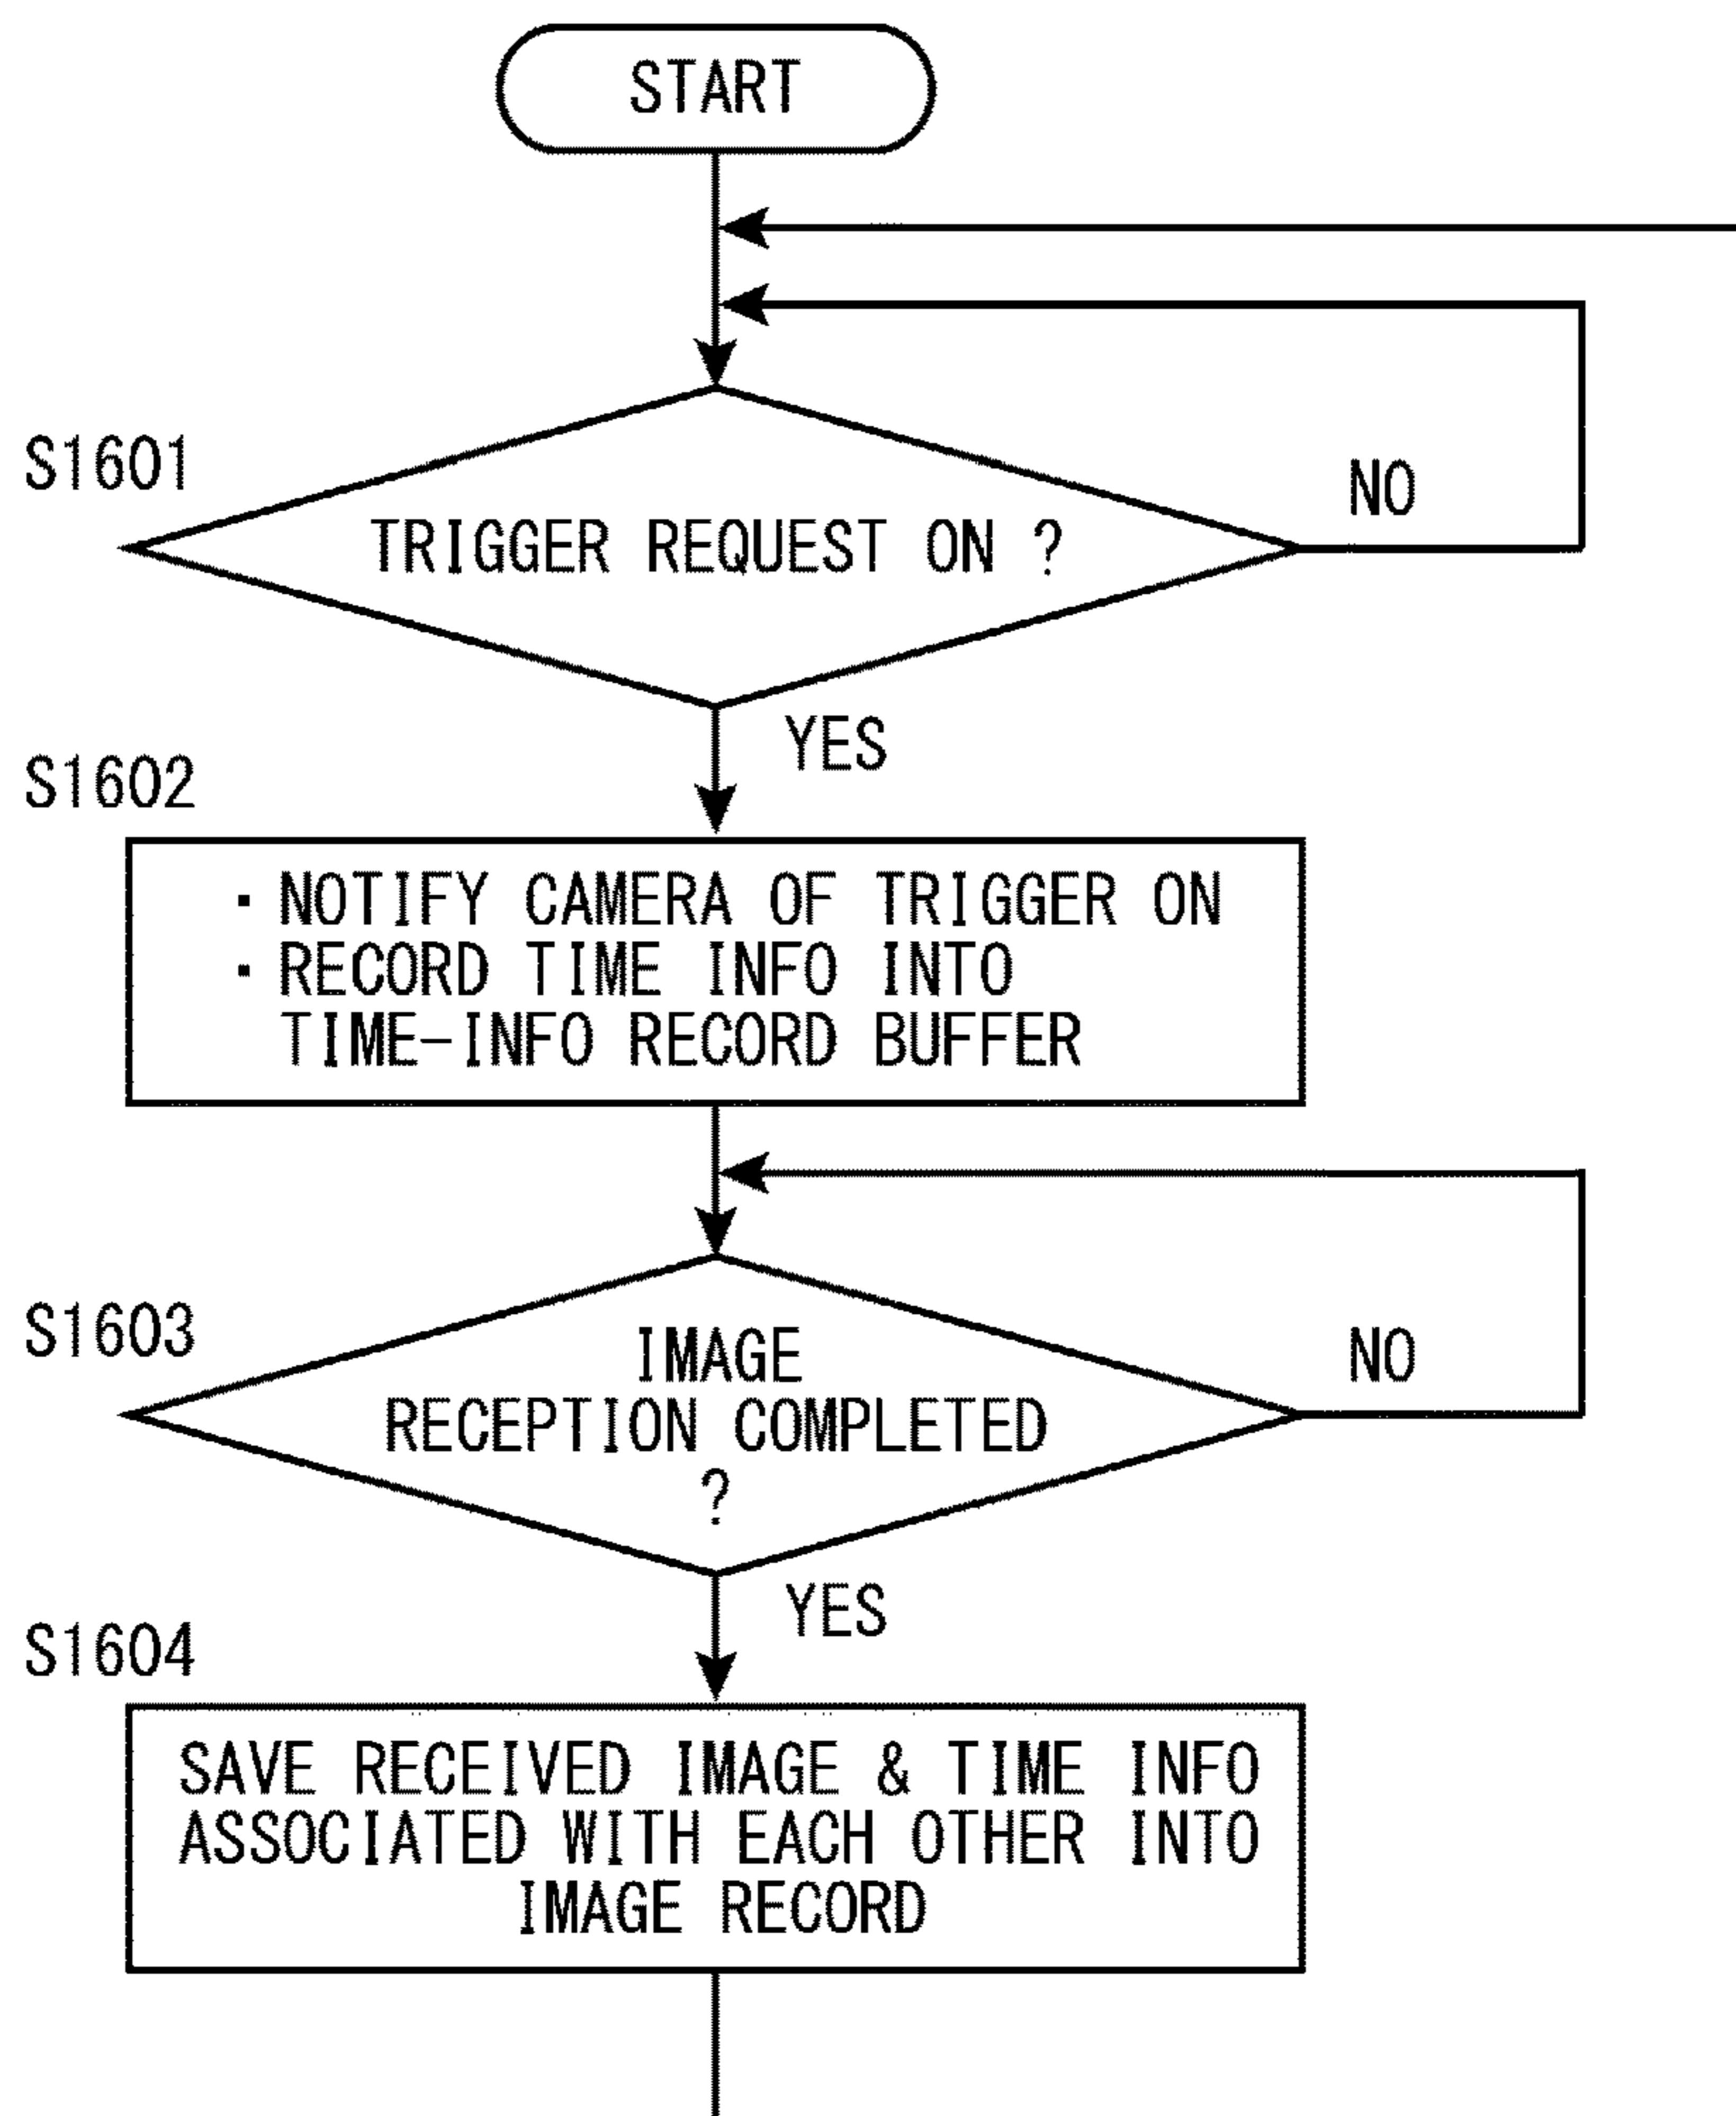 START
S1601
NO
TRIGGER REQUEST ON ?
YES
S1602
・NOTIFY CAMERA OF TRIGGER ON
・RECORD TIME INFO INTO
TIME-INFO RECORD BUFFER
S1603
IMAGE
NO
RECEPTION COMPLETED
?
YES
S1604
SAVE RECEIVED IMAGE & TIME INFO
ASSOCIATED WITH EACH OTHER INTO
IMAGE RECORD